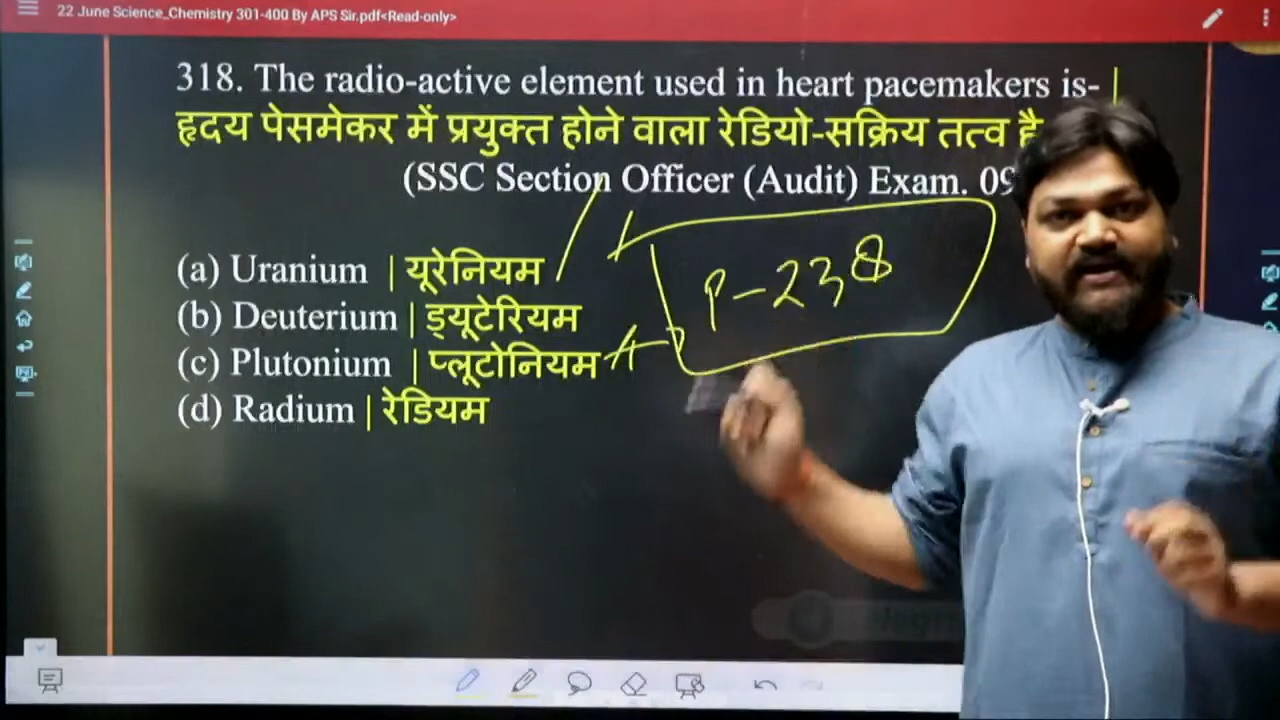 22 June Science_Chemistry 301-400 By APS Sir.pdf<Read-only>
318. The radio-active element used in heart pacemakers is- |
हृदय पेसमेकर में प्रयुक्त होने वाला रेडियो-सक्रिय तत्व है
(SSC Section Officer (Audit) Exam. 09
P-238
(a) Uranium | यूरेनियम
(b) Deuterium | ड्यूटेरियम
(c) Plutonium | प्लूटोनियम
(d) Radium | रेडियम